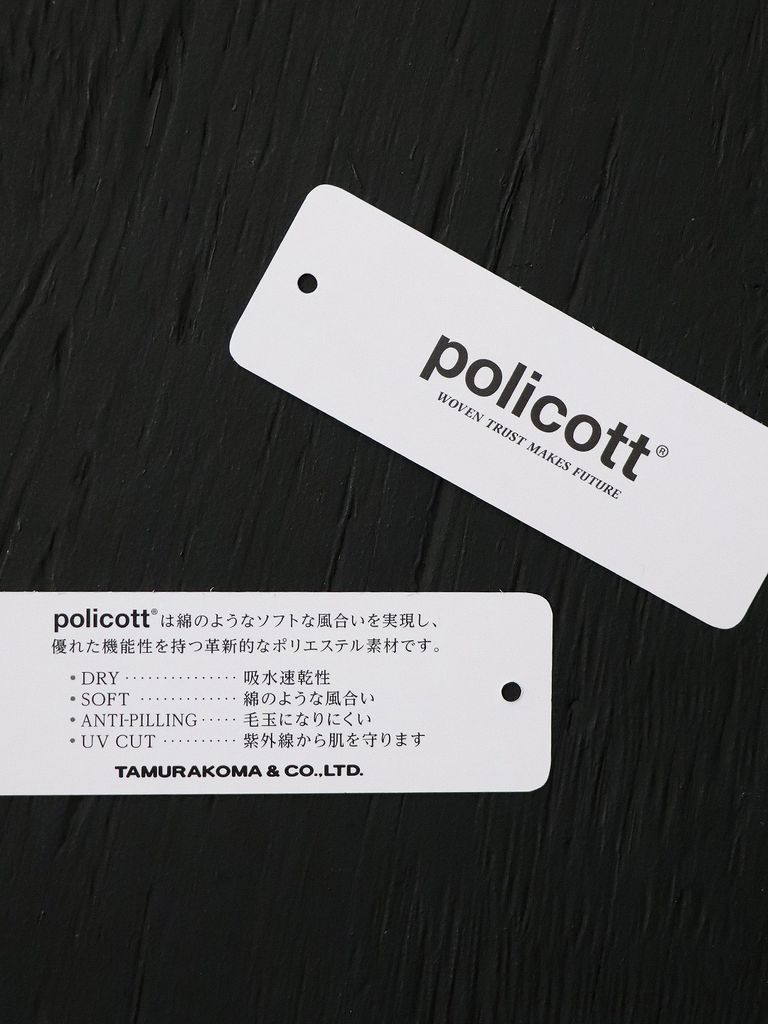 policott®
WOVEN TRUST MAKES FUTURE
policott®は綿のようなソフトな風合いを実現し、
優れた機能性を持つ革新的なポリエステル素材です。
•DRY ··············· 吸水速乾性
•SOFT ············· 綿のような風合い
•ANTI-PILLING ····· 毛玉になりにくい
•UV CUT ·········· 紫外線から肌を守ります
TAMURAKOMA & CO.,LTD.